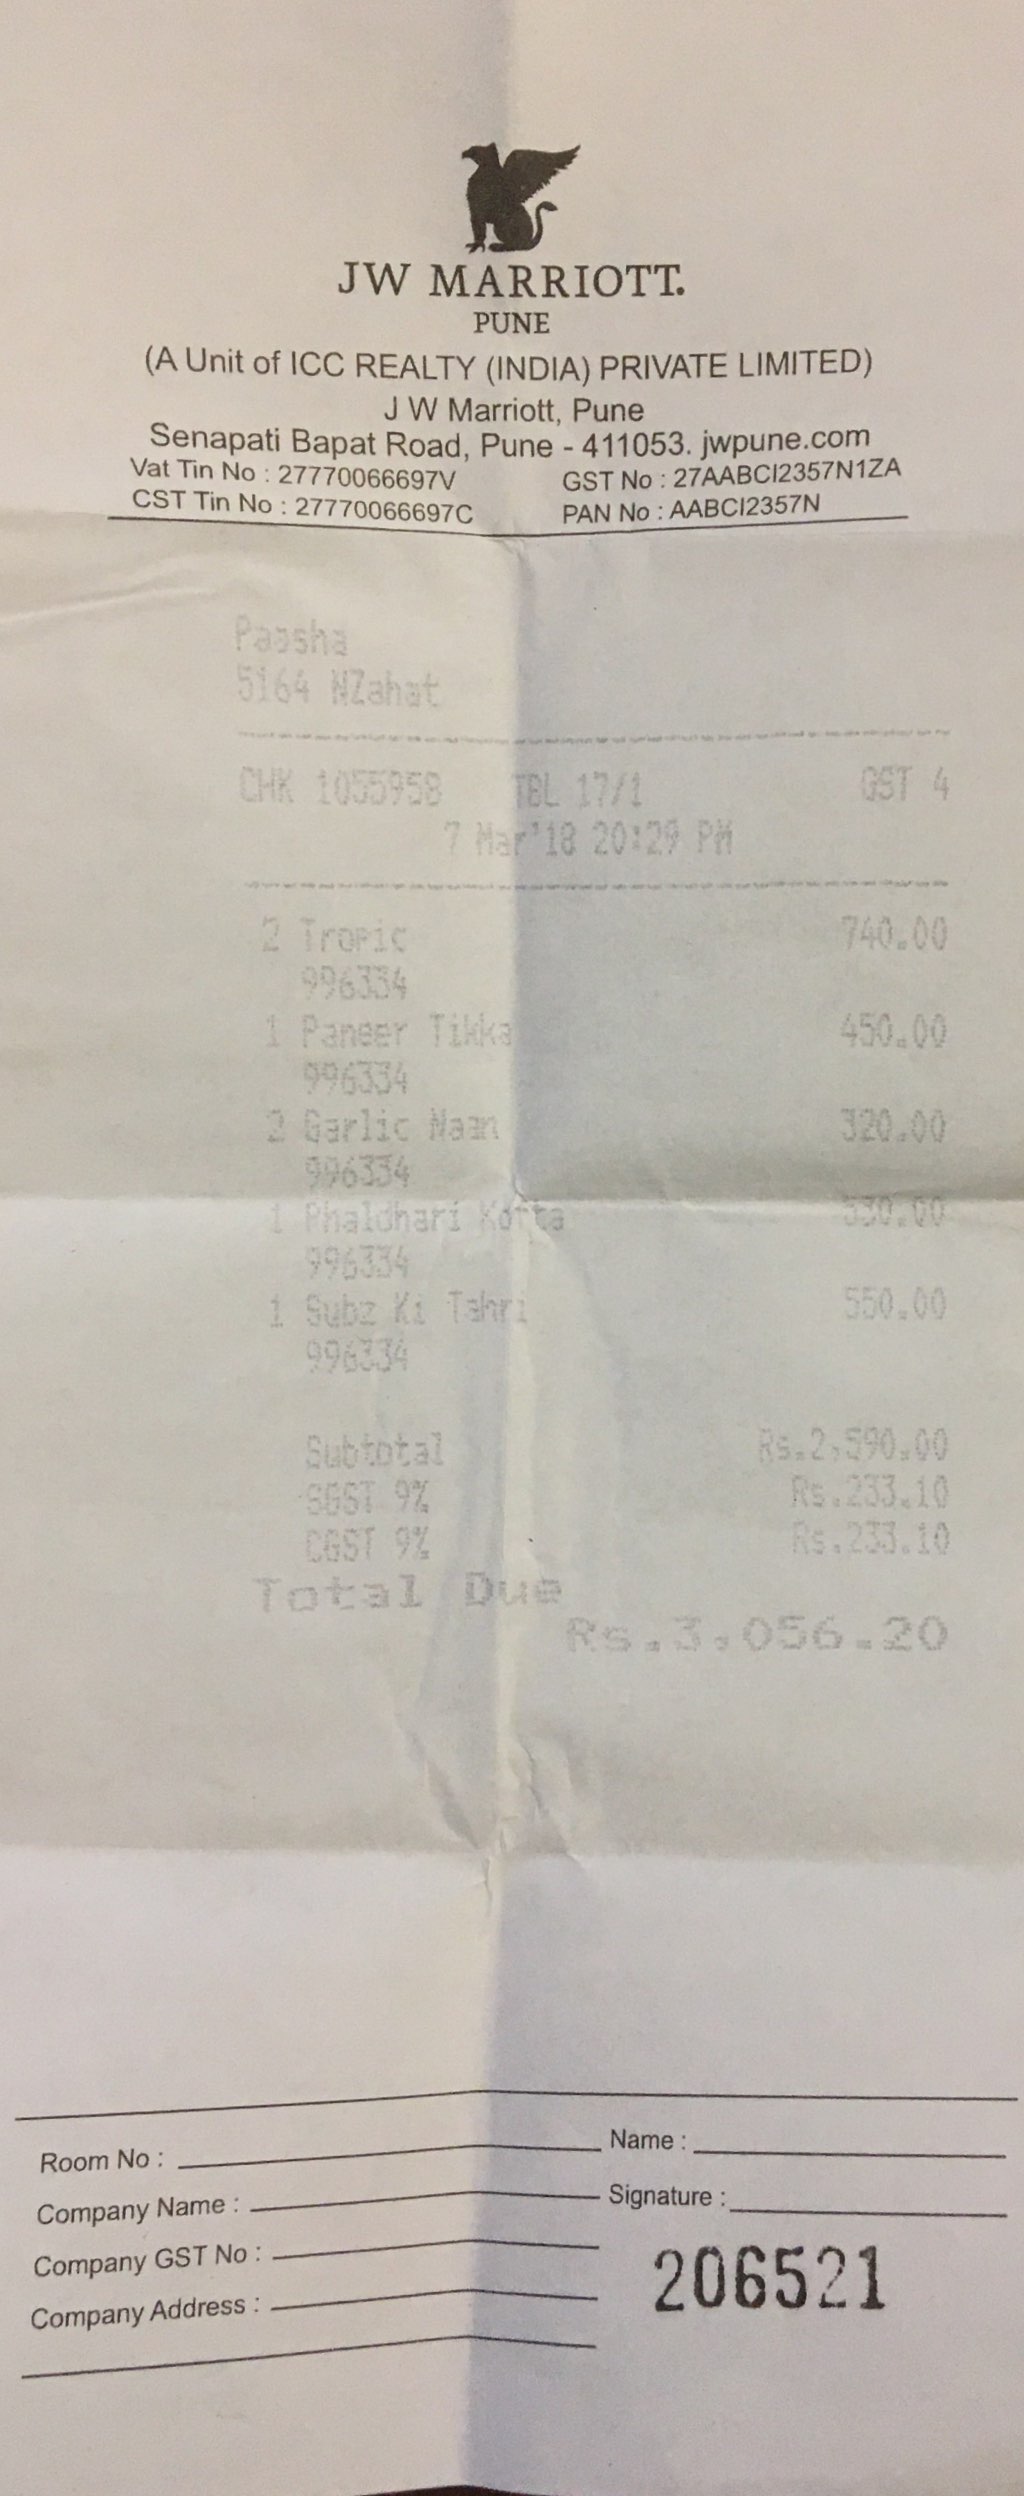 JW MARRIOTT.
PUNE
(A Unit of ICC REALTY (INDIA) PRIVATE LIMITED)
J W Marriott, Pune
Senapati Bapat Road, Pune - 411053. jwpune.com
Vat Tin No : 27770066697V GST No : 27AABCI2357N1ZA
CST Tin No : 27770066697C PAN No : AABCI2357N
Paasha
5164 NZahat
CHK 1055958 TBL 17/1 GST 4
7 Mar'18 20:29 PM
2 Tropic 740.00
996334
1 Paneer Tikka 450.00
996334
2 Garlic Naan 320.00
996334
1 Phaldhari Kofta 530.00
996334
1 Subz Ki Tahri 550.00
996334
Subtotal Rs.2,590.00
SGST 9% Rs.233.10
CGST 9% Rs.233.10
Total Due
Rs.3,056.20
Room No : Name :
Company Name : Signature :
Company GST No :
Company Address :
206521